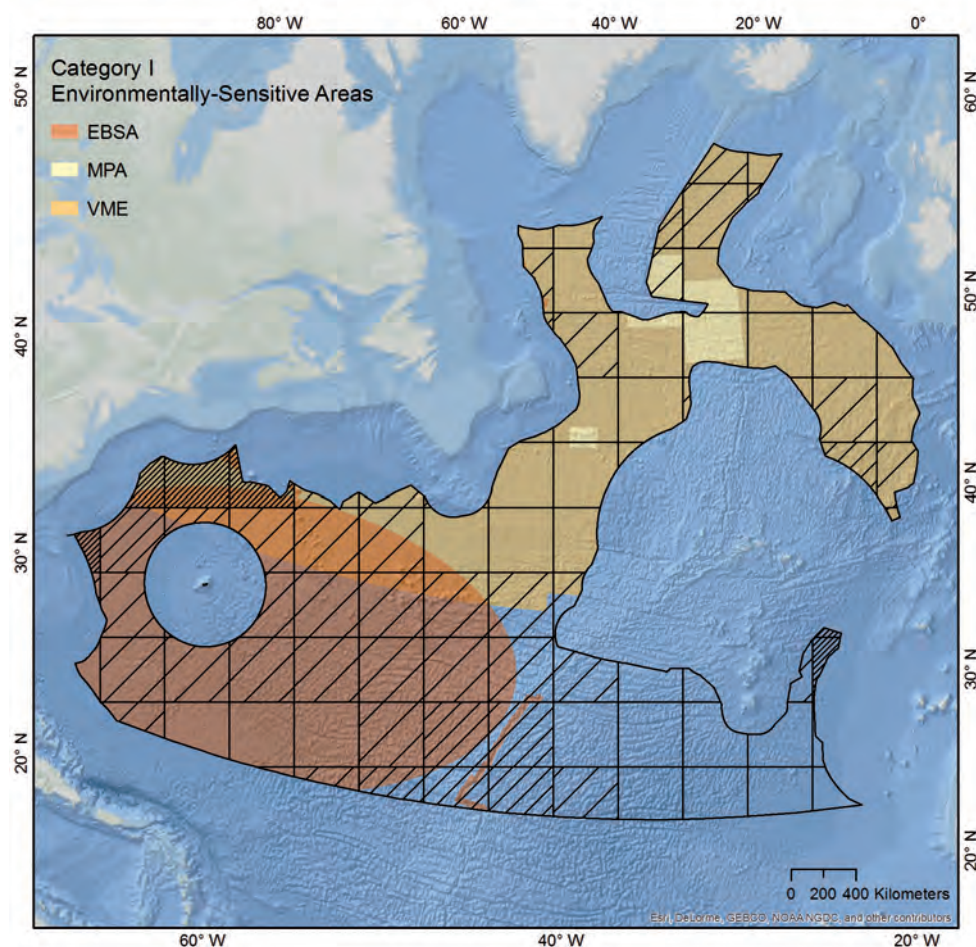 80° W 60° W 40° W 20° W 0°
Category I
Environmentally-Sensitive Areas
EBSA
MPA
VME
50° N
40° N
30° N
20° N
60° N
50° N
40° N
30° N
20° N
0 200 400 Kilometers
Esri, DeLorme, GEBCO, NOAA NGDC, and other contributors
60° W 40° W 20° W